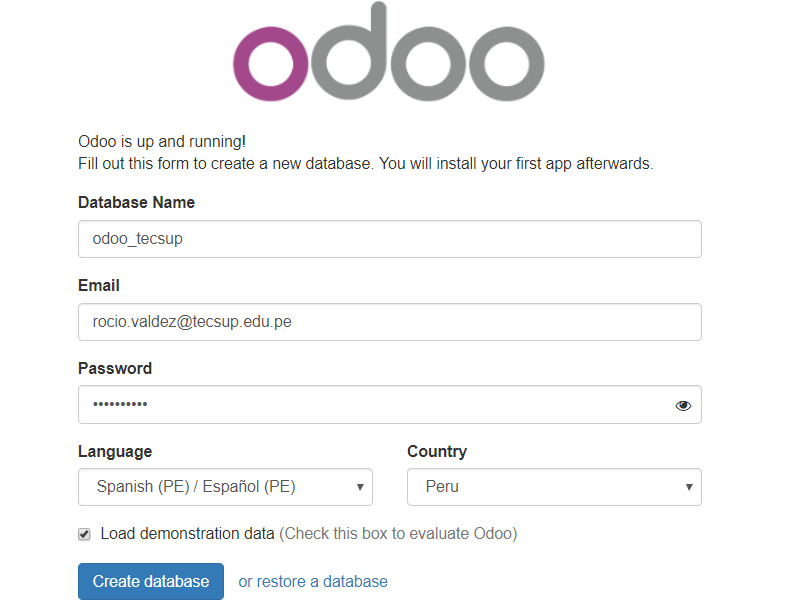 odoo
Odoo is up and running!
Fill out this form to create a new database. You will install your first app afterwards.
Database Name
odoo_tecsup
Email
rocio.valdez@tecsup.edu.pe
Password
••••••••••
Language
Country
Spanish (PE) / Español (PE)
Peru
Load demonstration data (Check this box to evaluate Odoo)
Create database or restore a database